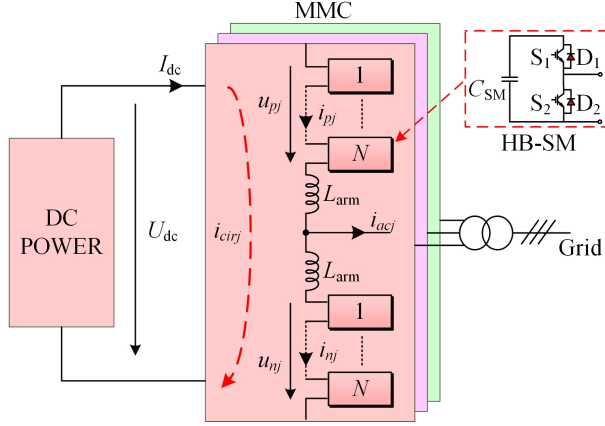 MMC
I_dc
1
S_1
D_1
C_SM
S_2
D_2
u_pj
i_pj
N
HB-SM
L_arm
DC
POWER
U_dc
i_cirj
i_acj
Grid
L_arm
1
u_nj
i_nj
N